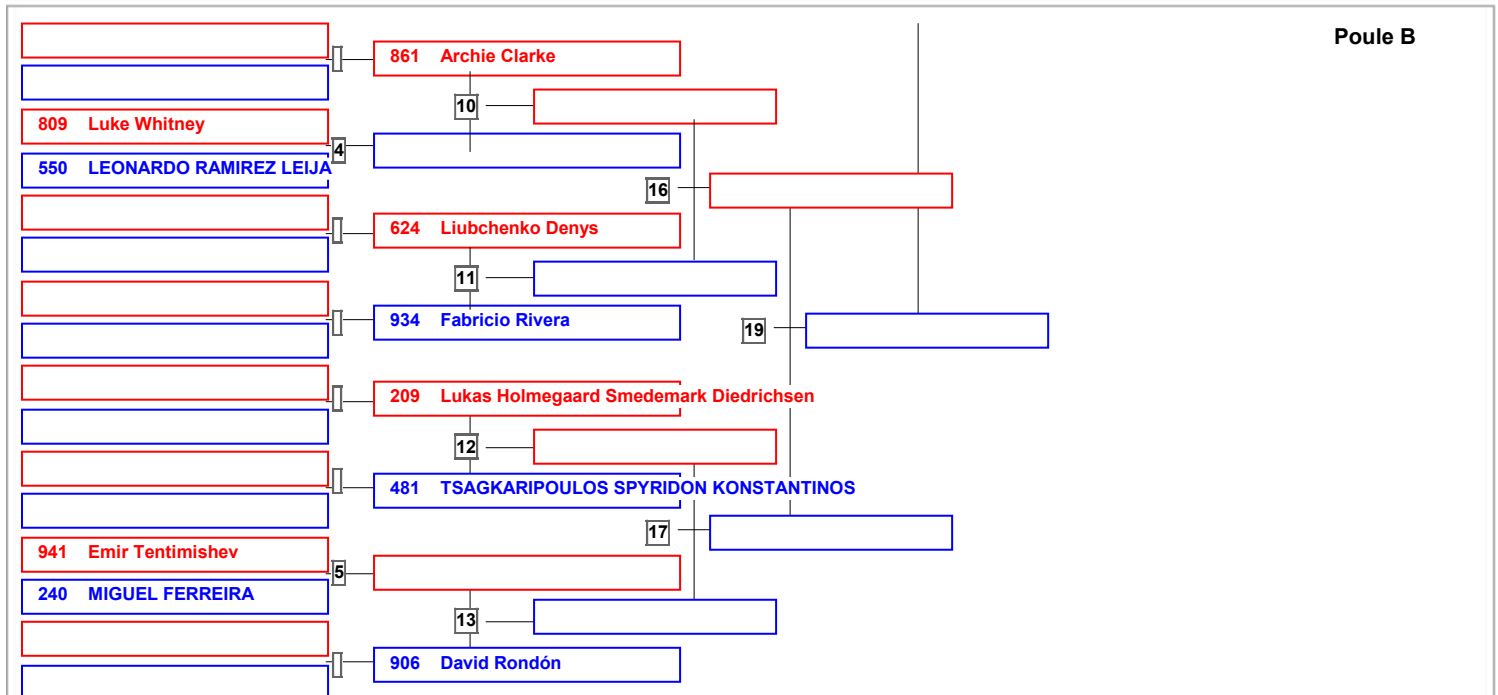 Poule B
861 Archie Clarke
10
809 Luke Whitney
4
550 LEONARDO RAMIREZ LEIJA
16
624 Liubchenko Denys
11
934 Fabricio Rivera
19
209 Lukas Holmegaard Smedemark Diedrichsen
12
481 TSAGKARIPOULOS SPYRIDON KONSTANTINOS
17
941 Emir Tentimishev
5
240 MIGUEL FERREIRA
13
906 David Rondón